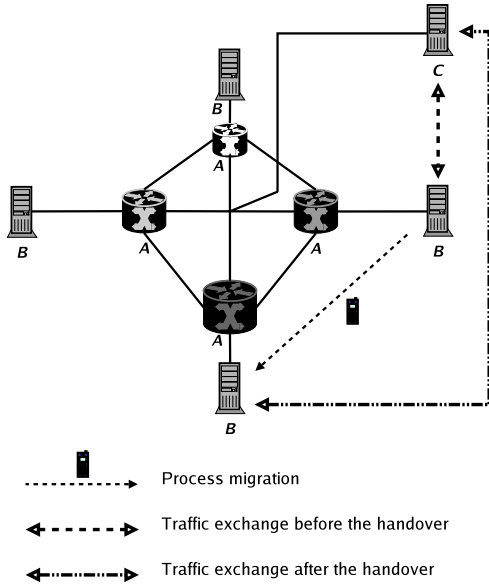 C
B
A
A
A
B
B
A
B
Process migration
Traffic exchange before the handover
Traffic exchange after the handover